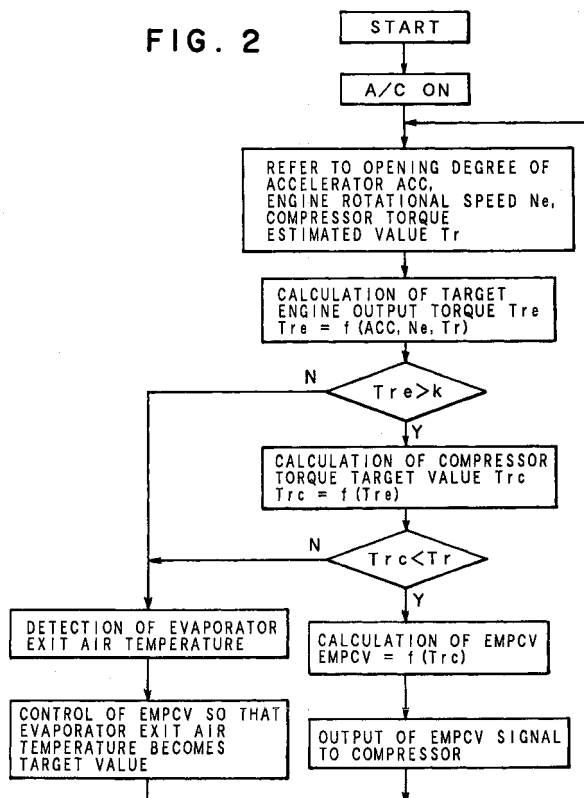 FIG. 2
START
A/C ON
REFER TO OPENING DEGREE OF
ACCELERATOR ACC,
ENGINE ROTATIONAL SPEED Ne,
COMPRESSOR TORQUE
ESTIMATED VALUE Tr
CALCULATION OF TARGET
ENGINE OUTPUT TORQUE Tre
Tre = f(ACC, Ne, Tr)
N
Tre>k
Y
CALCULATION OF COMPRESSOR
TORQUE TARGET VALUE Trc
Trc = f(Tre)
N
Trc<Tr
Y
DETECTION OF EVAPORATOR
EXIT AIR TEMPERATURE
CALCULATION OF EMPCV
EMPCV = f(Trc)
CONTROL OF EMPCV SO THAT
EVAPORATOR EXIT AIR
TEMPERATURE BECOMES
TARGET VALUE
OUTPUT OF EMPCV SIGNAL
TO COMPRESSOR